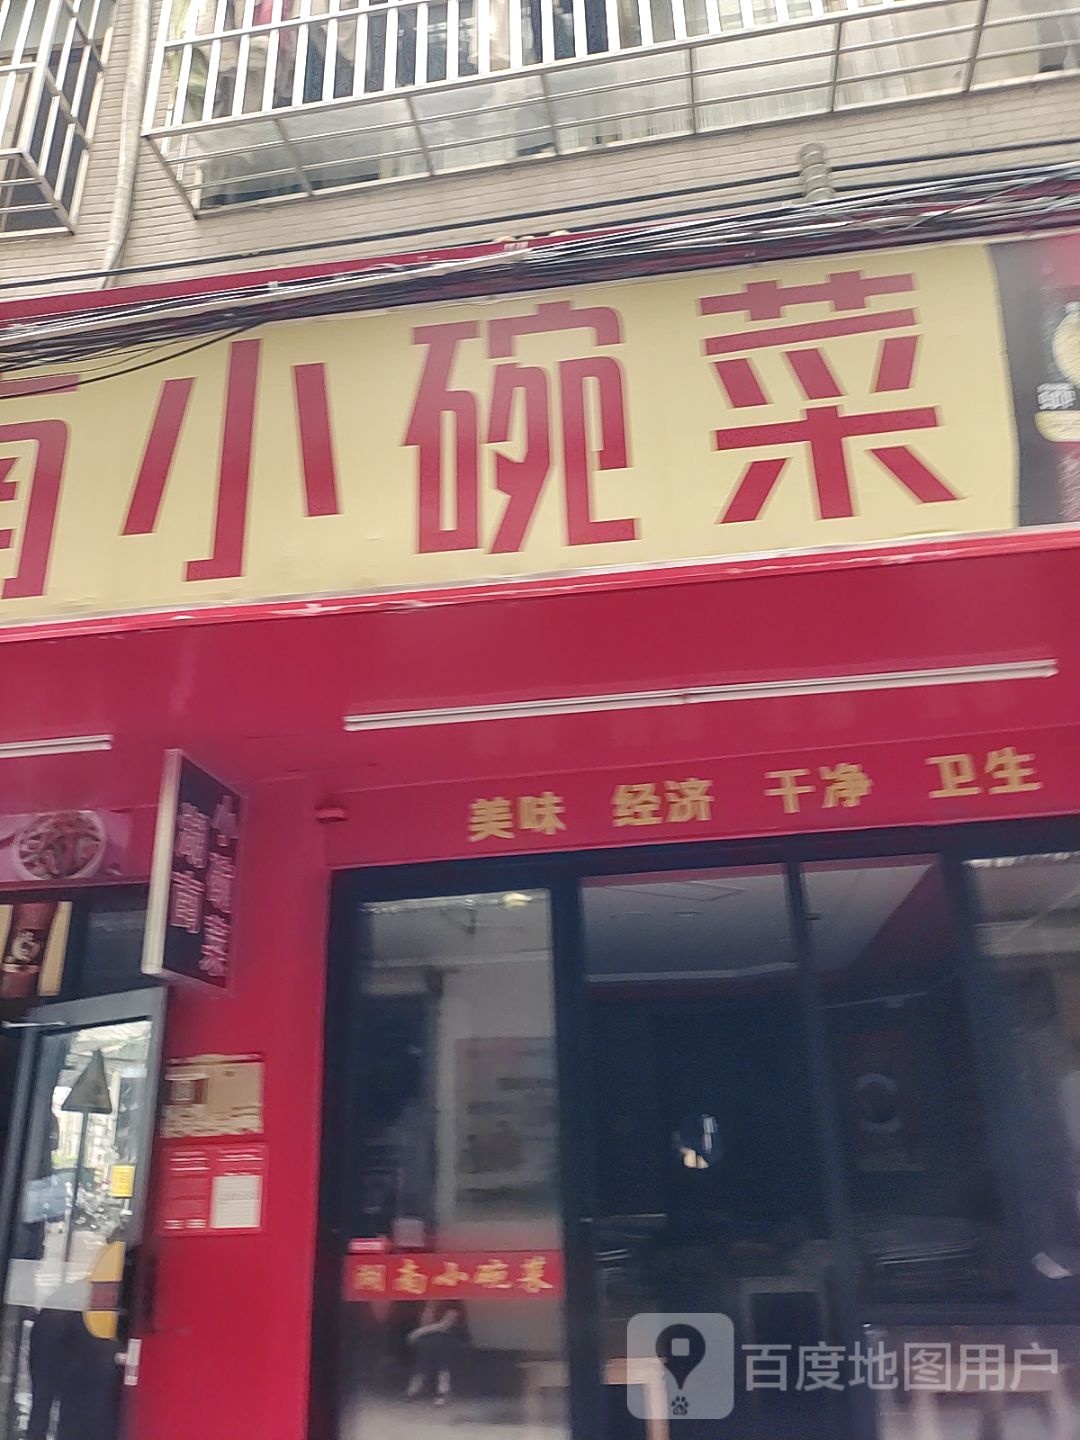 南小碗菜
美味 经济 干净 卫生
湖南
小碗菜
湖南小碗菜
百度地图用户